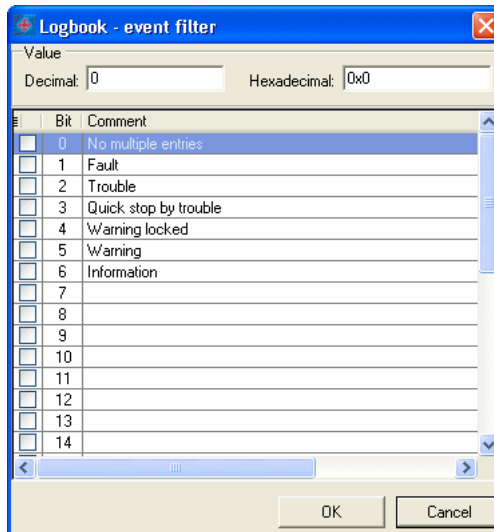 Logbook - event filter
Value
Decimal: 0 Hexadecimal: 0x0
Bit Comment
0 No multiple entries
1 Fault
2 Trouble
3 Quick stop by trouble
4 Warning locked
5 Warning
6 Information
7
8
9
10
11
12
13
14
OK Cancel